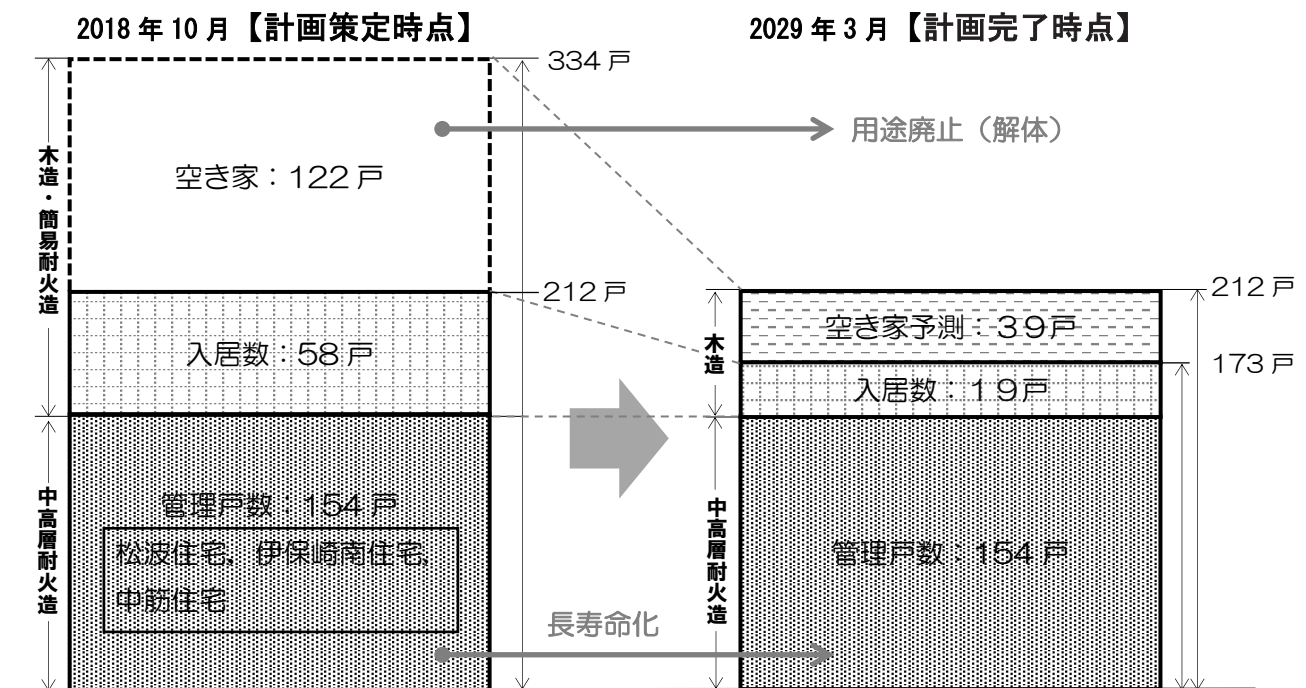 2018 年 10 月【計画策定時点】
2029 年 3 月【計画完了時点】
334 戸
用途廃止（解体）
木造・簡易耐火造
空き家：122 戸
212 戸
212 戸
入居数：58 戸
木造
空き家予測：３９戸
173 戸
入居数：１９戸
中高層耐火造
管理戸数：154 戸
松波住宅，伊保崎南住宅，
中筋住宅
中高層耐火造
管理戸数：154 戸
長寿命化